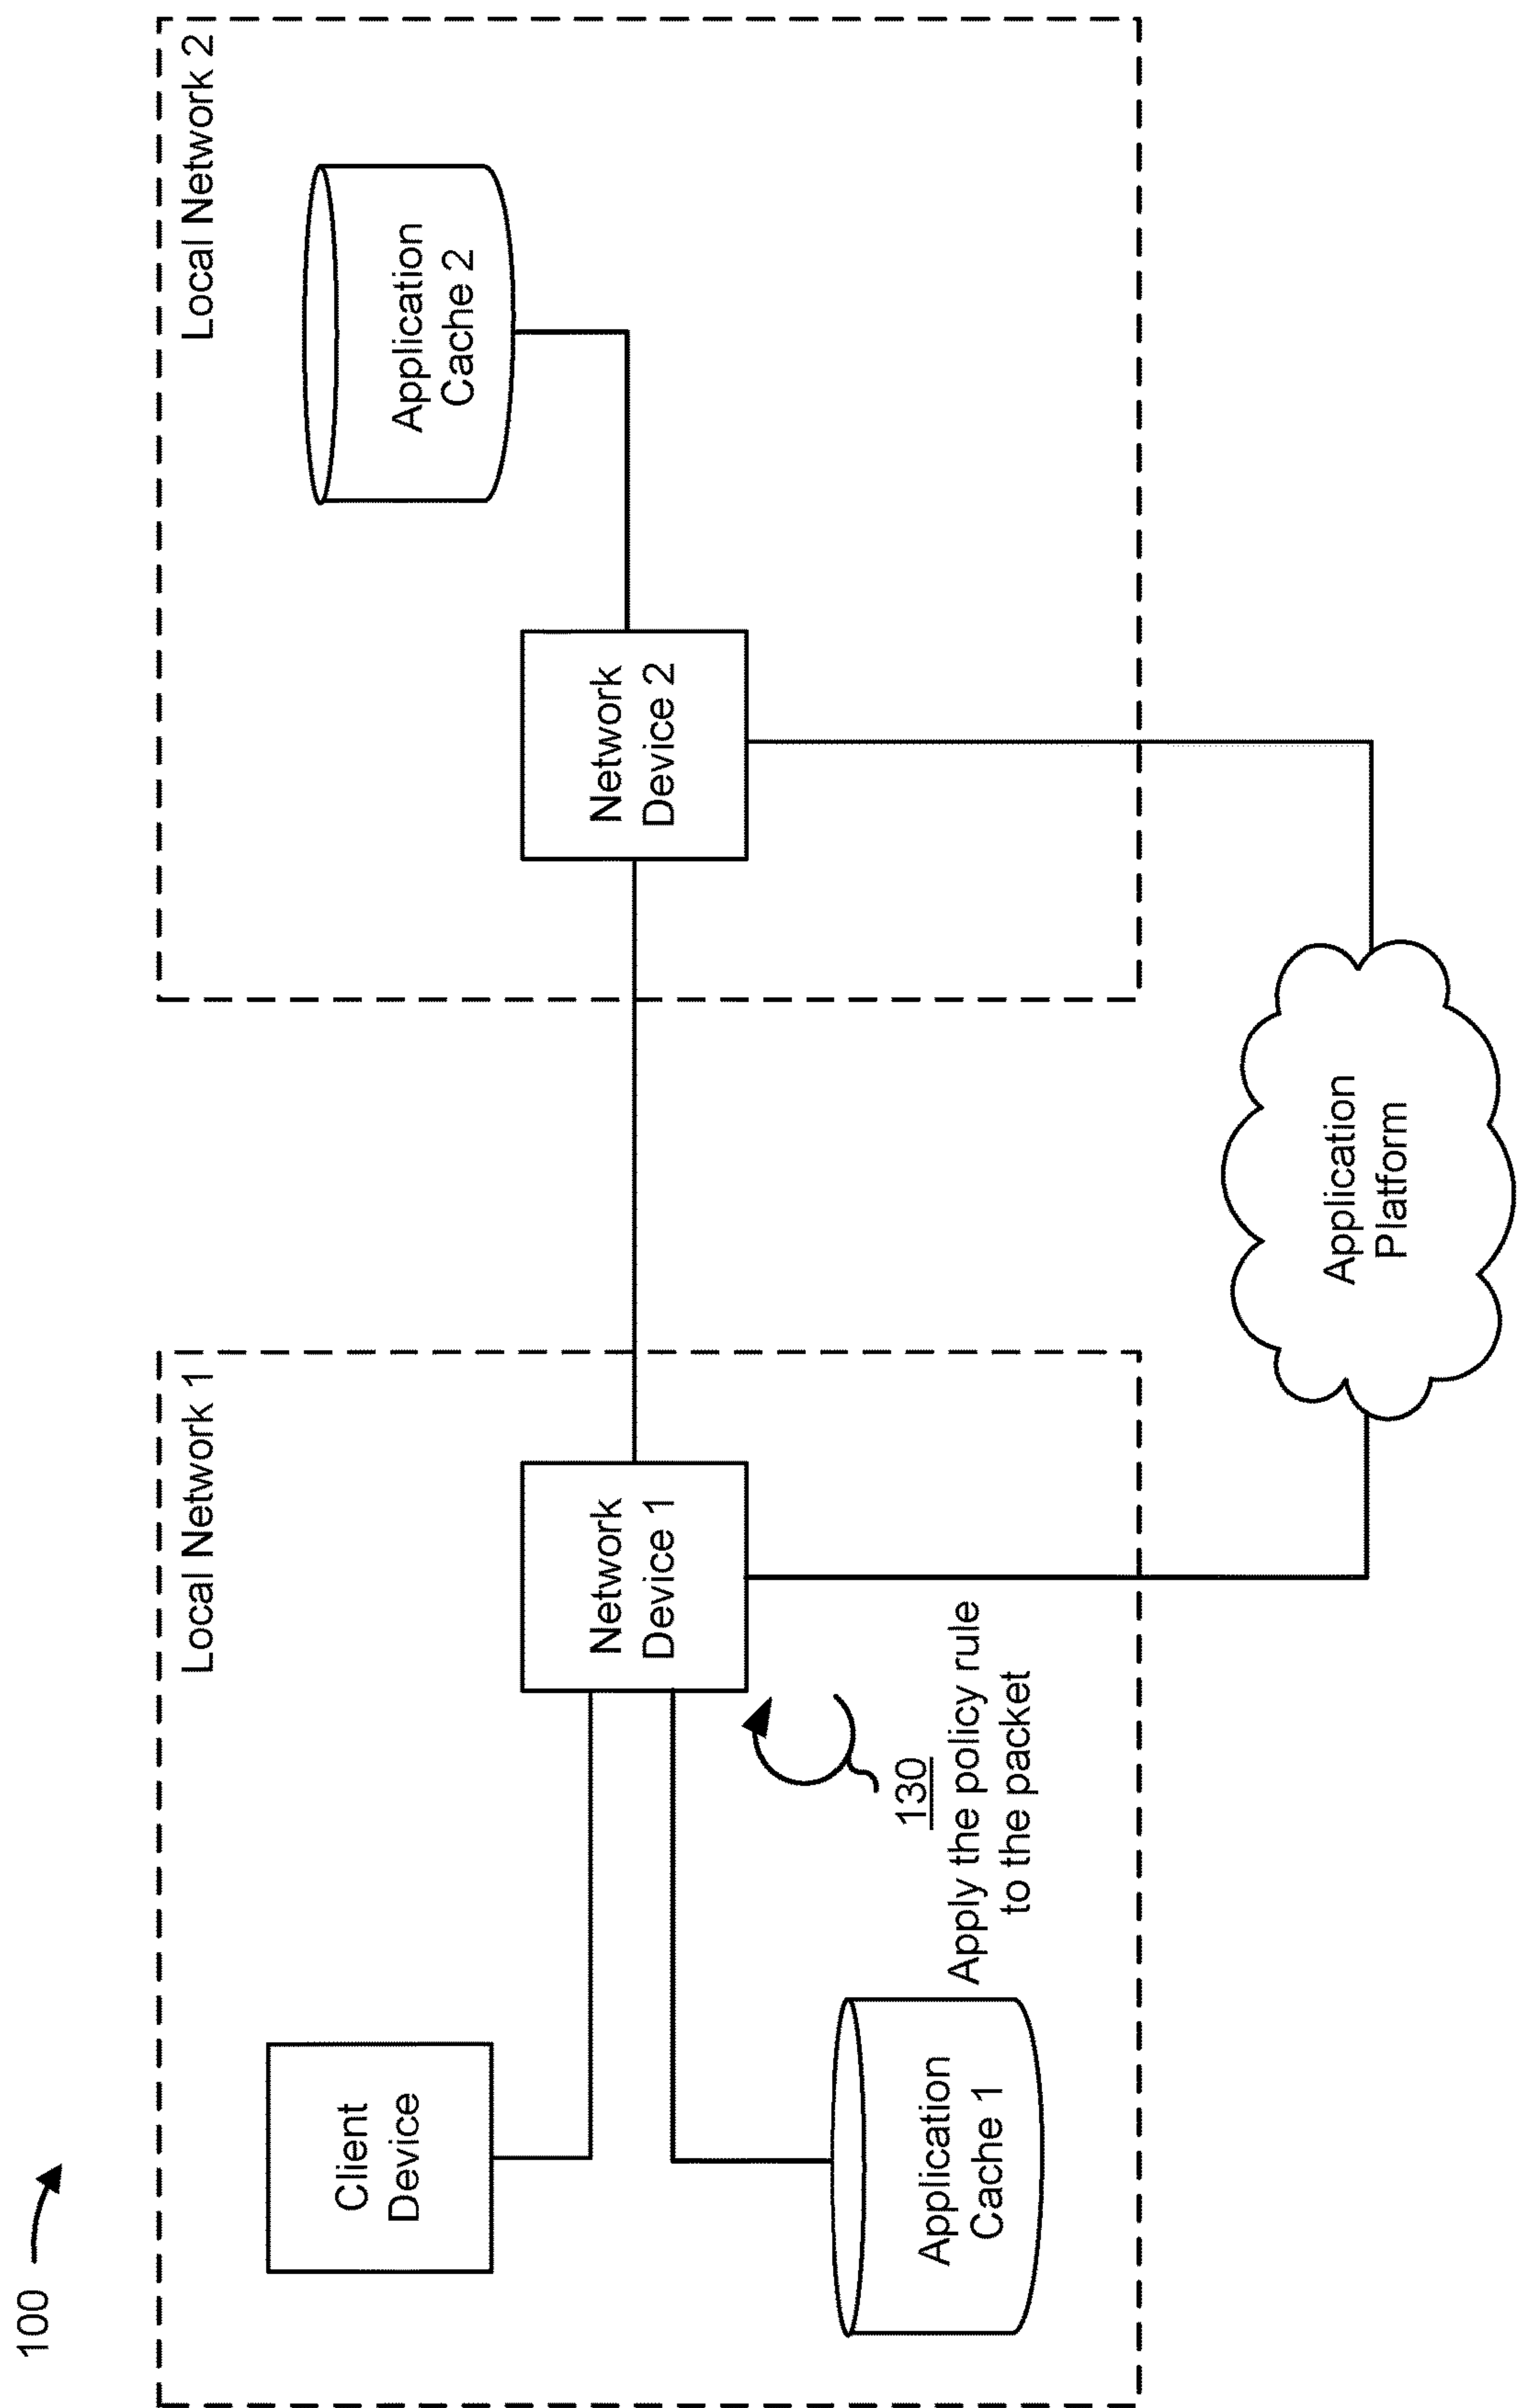 100
Local Network 1
Client
Device
Network
Device 1
Application
Cache 1
130
Apply the policy rule
to the packet
Local Network 2
Application
Cache 2
Network
Device 2
Application
Platform